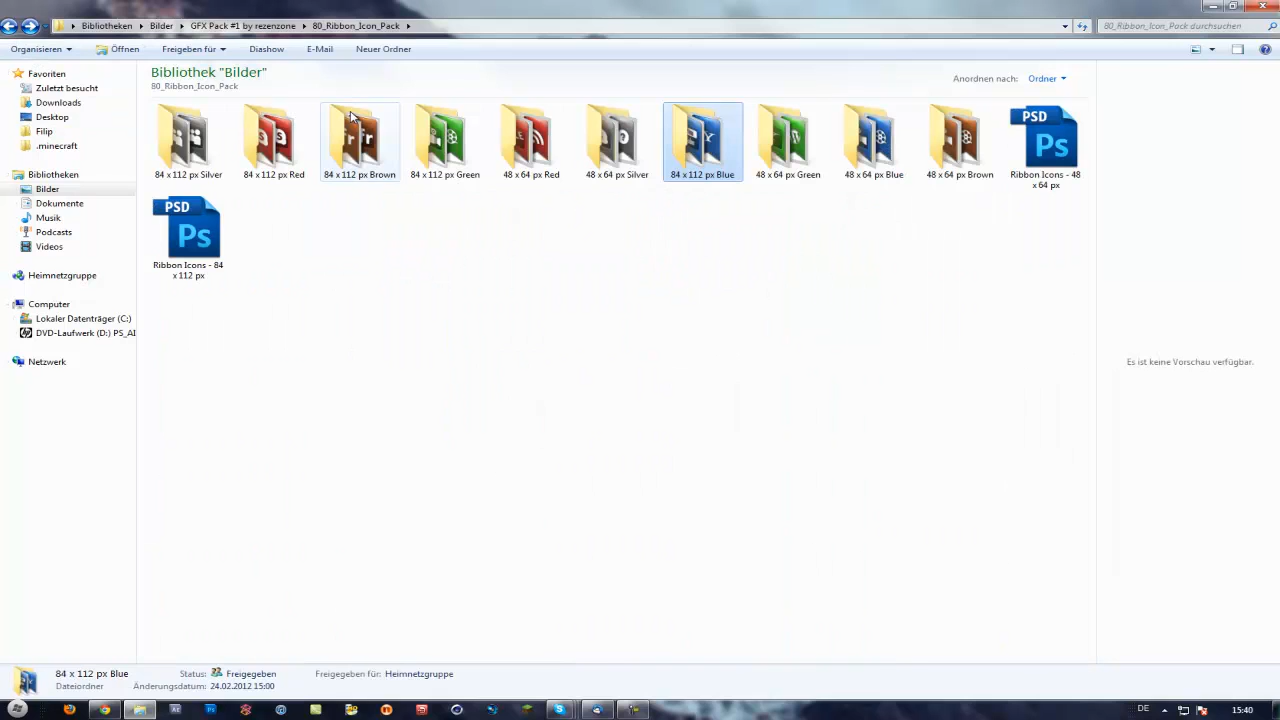 Bibliotheken Bilder GFX Pack #1 by rezenzone 80_Ribbon_Icon_Pack
80_Ribbon_Icon_Pack durchsuchen
Organisieren Öffnen Freigeben für Diashow E-Mail Neuer Ordner
Favoriten
Zuletzt besucht
Downloads
Desktop
Filip
.minecraft
Bibliotheken
Bilder
Dokumente
Musik
Podcasts
Videos
Heimnetzgruppe
Computer
Lokaler Datenträger (C:)
DVD-Laufwerk (D:) PS_AI
Netzwerk
Bibliothek "Bilder"
80_Ribbon_Icon_Pack
Anordnen nach: Ordner
84 x 112 px Silver
84 x 112 px Red
84 x 112 px Brown
84 x 112 px Green
48 x 64 px Red
48 x 64 px Silver
84 x 112 px Blue
48 x 64 px Green
48 x 64 px Blue
48 x 64 px Brown
PSD
Ps
Ribbon Icons - 48
x 64 px
PSD
Ps
Ribbon Icons - 84
x 112 px
Es ist keine Vorschau verfügbar.
84 x 112 px Blue Status: Freigegeben Freigegeben für: Heimnetzgruppe
Dateiordner Änderungsdatum: 24.02.2012 15:00
DE 15:40